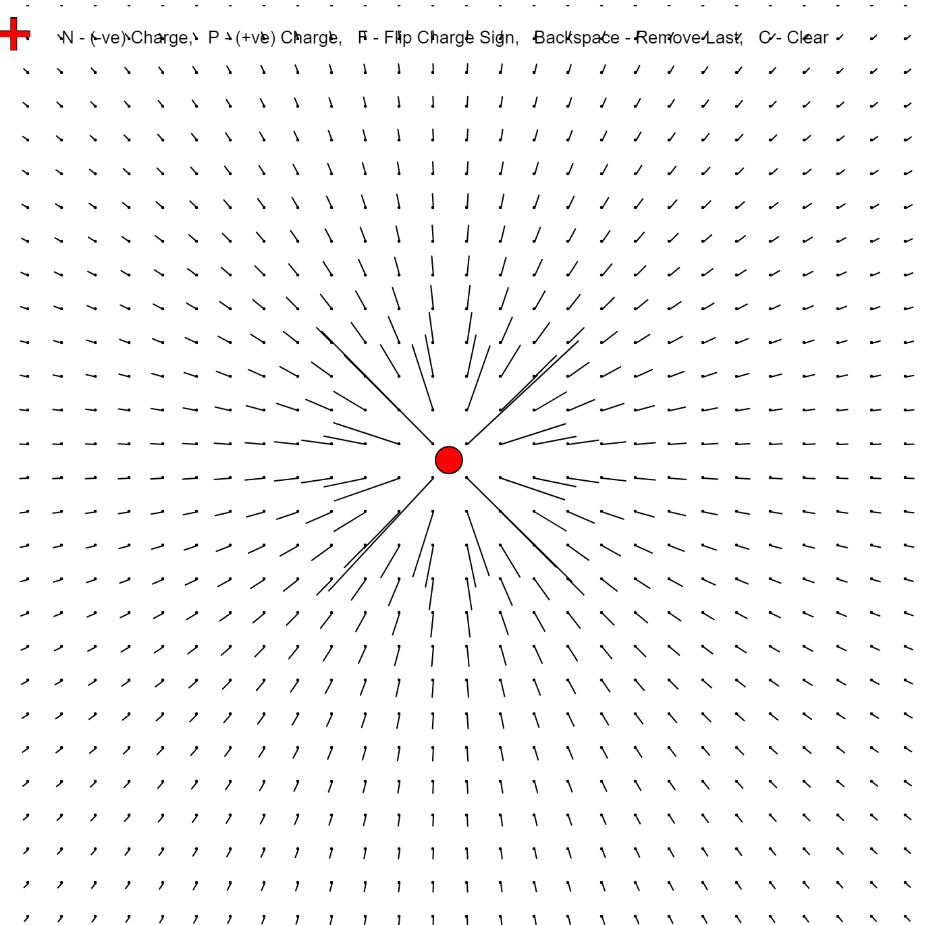 N - (-ve) Charge,   P - (+ve) Charge,   F - Flip Charge Sign,   Backspace - Remove Last,   C - Clear